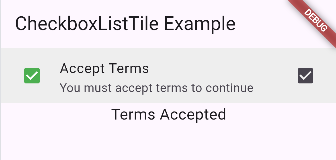 CheckboxListTile Example
DEBUG
Accept Terms
You must accept terms to continue
Terms Accepted